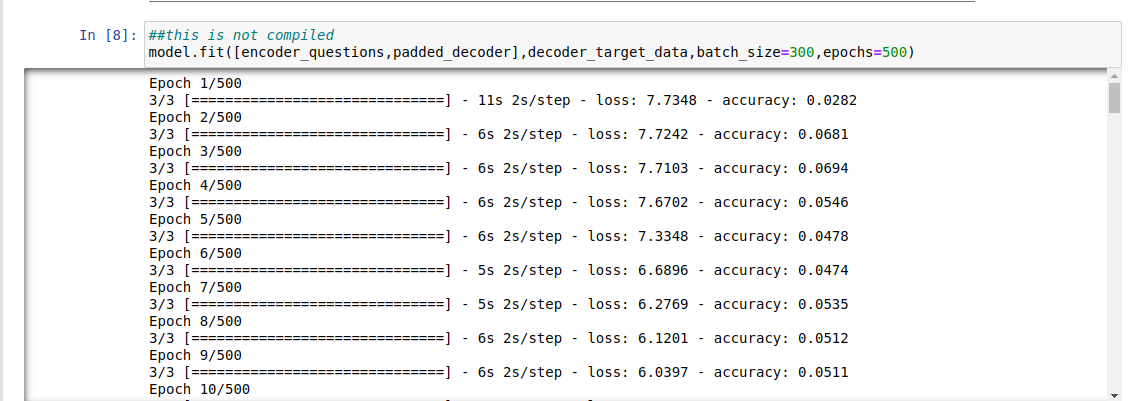 In [8]: ##this is not compiled
model.fit([encoder_questions,padded_decoder],decoder_target_data,batch_size=300,epochs=500)
Epoch 1/500
3/3 [==============================] - 11s 2s/step - loss: 7.7348 - accuracy: 0.0282
Epoch 2/500
3/3 [==============================] - 6s 2s/step - loss: 7.7242 - accuracy: 0.0681
Epoch 3/500
3/3 [==============================] - 6s 2s/step - loss: 7.7103 - accuracy: 0.0694
Epoch 4/500
3/3 [==============================] - 6s 2s/step - loss: 7.6702 - accuracy: 0.0546
Epoch 5/500
3/3 [==============================] - 6s 2s/step - loss: 7.3348 - accuracy: 0.0478
Epoch 6/500
3/3 [==============================] - 5s 2s/step - loss: 6.6896 - accuracy: 0.0474
Epoch 7/500
3/3 [==============================] - 5s 2s/step - loss: 6.2769 - accuracy: 0.0535
Epoch 8/500
3/3 [==============================] - 6s 2s/step - loss: 6.1201 - accuracy: 0.0512
Epoch 9/500
3/3 [==============================] - 6s 2s/step - loss: 6.0397 - accuracy: 0.0511
Epoch 10/500